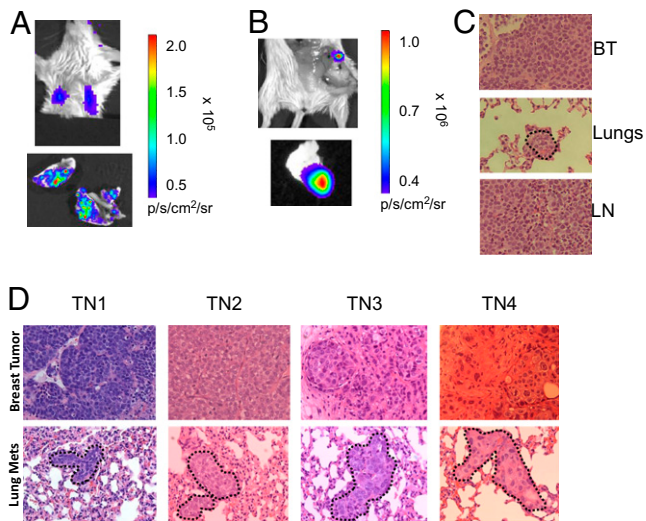 A
2.0
1.5
1.0
0.5
x 10⁵
p/s/cm²/sr
B
1.0
0.7
0.4
x 10⁶
p/s/cm²/sr
C
BT
Lungs
LN
D
TN1 TN2 TN3 TN4
Breast Tumor
Lung Mets